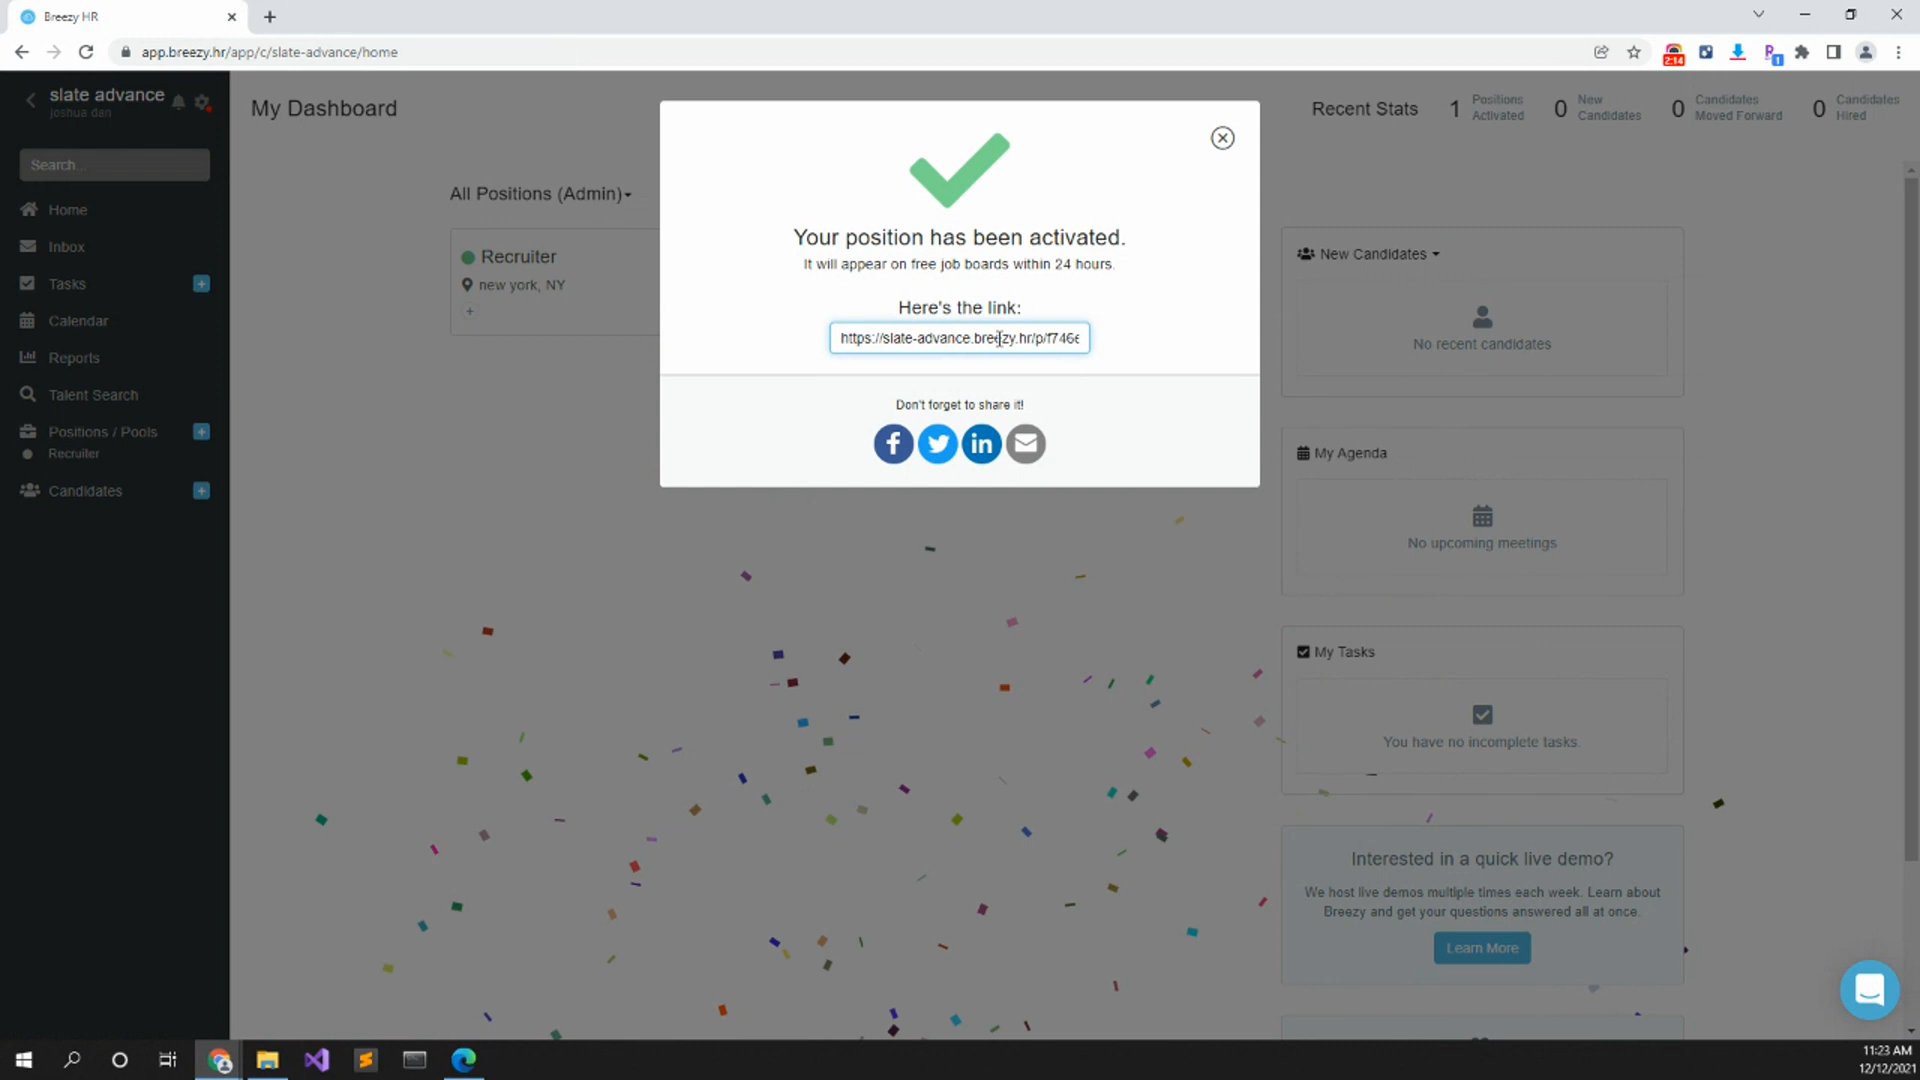 Breezy HR
app.breezy.hr/app/c/slate-advance/home
2:14
1
slate advance
joshua dan
Search...
Home
Inbox
Tasks
Calendar
Reports
Talent Search
Positions / Pools
Recruiter
Candidates
My Dashboard
Recent Stats
1 Positions Activated
0 New Candidates
0 Candidates Moved Forward
0 Candidates Hired
All Positions (Admin)
Recruiter
new york, NY
+
Your position has been activated.
It will appear on free job boards within 24 hours.
Here's the link:
https://slate-advance.breezy.hr/p/f746e
Don't forget to share it!
New Candidates
No recent candidates
My Agenda
No upcoming meetings
My Tasks
You have no incomplete tasks.
Interested in a quick live demo?
We host live demos multiple times each week. Learn about
Breezy and get your questions answered all at once.
Learn More
11:23 AM
12/12/2021